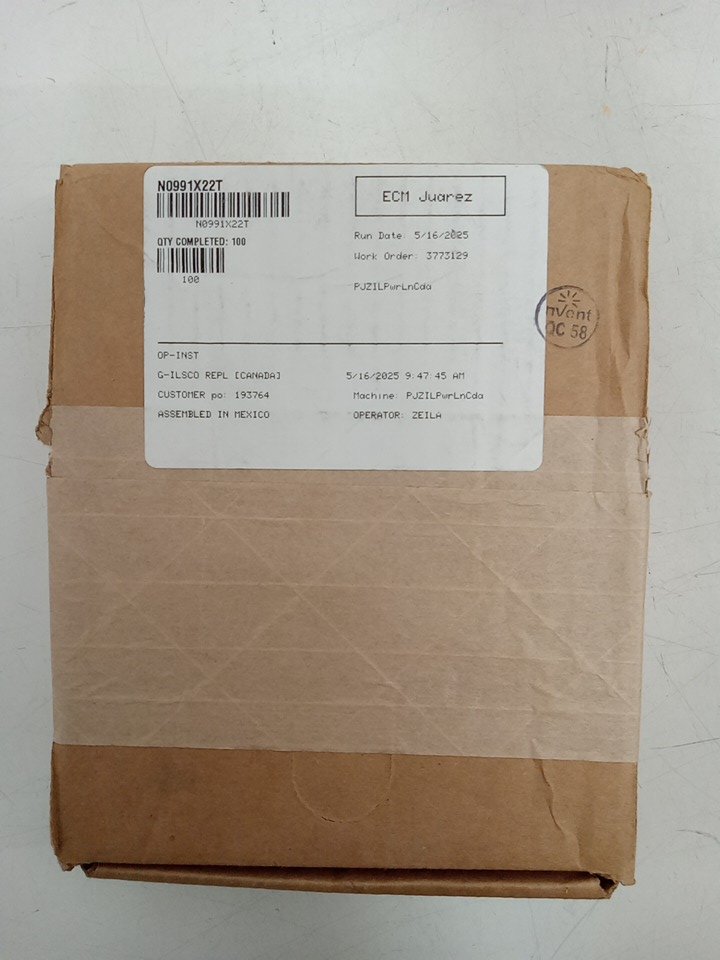 N0991X22T
N0991X22T
QTY COMPLETED: 100
100
ECM Juarez
Run Date: 5/16/2025
Work Order: 3773129
PJZILPwrLnCda
nVent
QC 58
OP-INST
G-ILSCO REPL [CANADA]
5/16/2025 9:47:45 AM
CUSTOMER po: 193764
Machine: PJZILPwrLnCda
ASSEMBLED IN MEXICO
OPERATOR: ZEILA